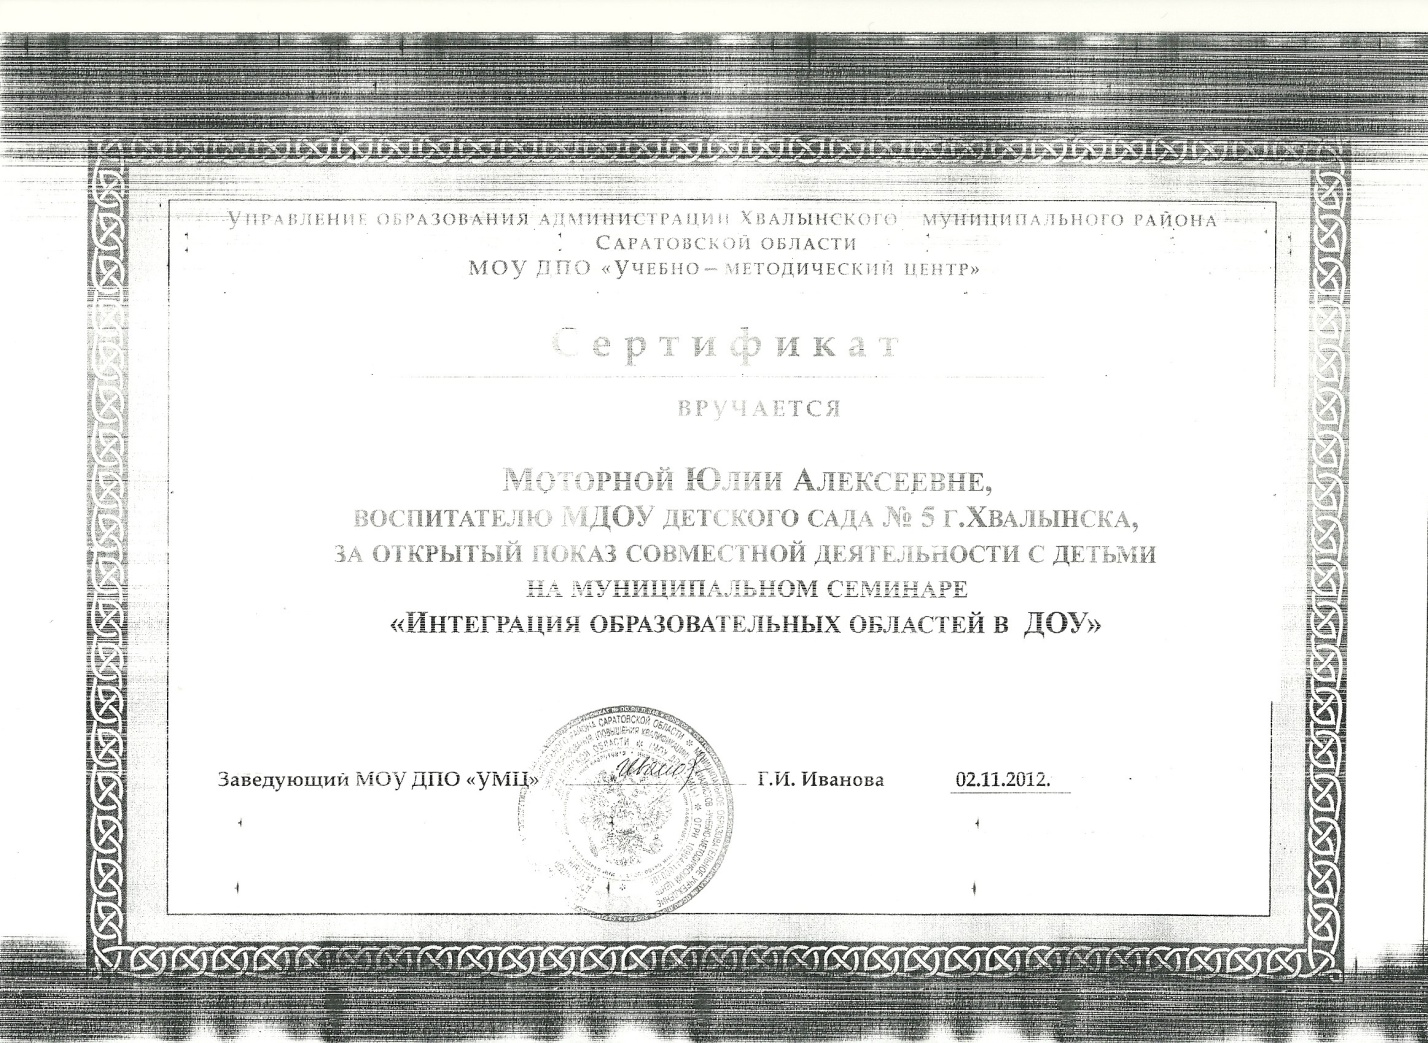 Управление образования администрации Хвалынского муниципального района
Саратовской области
МОУ ДПО «Учебно – методический центр»
Сертификат
вручается
Моторной Юлии Алексеевне,
воспитателю МДОУ детского сада № 5 г.Хвалынска,
за открытый показ совместной деятельности с детьми
на муниципальном семинаре
«Интеграция образовательных областей в ДОУ»
Заведующий МОУ ДПО «УМЦ» Г.И. Иванова 02.11.2012.
САРАТОВСКОЙ ОБЛАСТИ